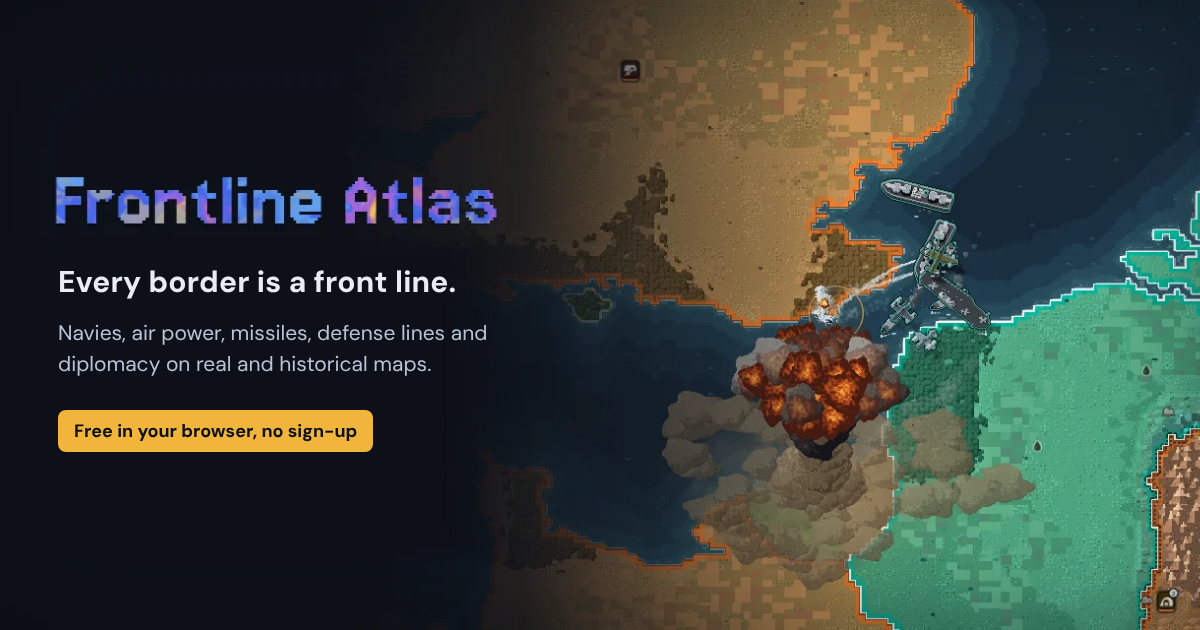 Frontline Atlas
Every border is a front line.
Navies, air power, missiles, defense lines and
diplomacy on real and historical maps.
Free in your browser, no sign-up